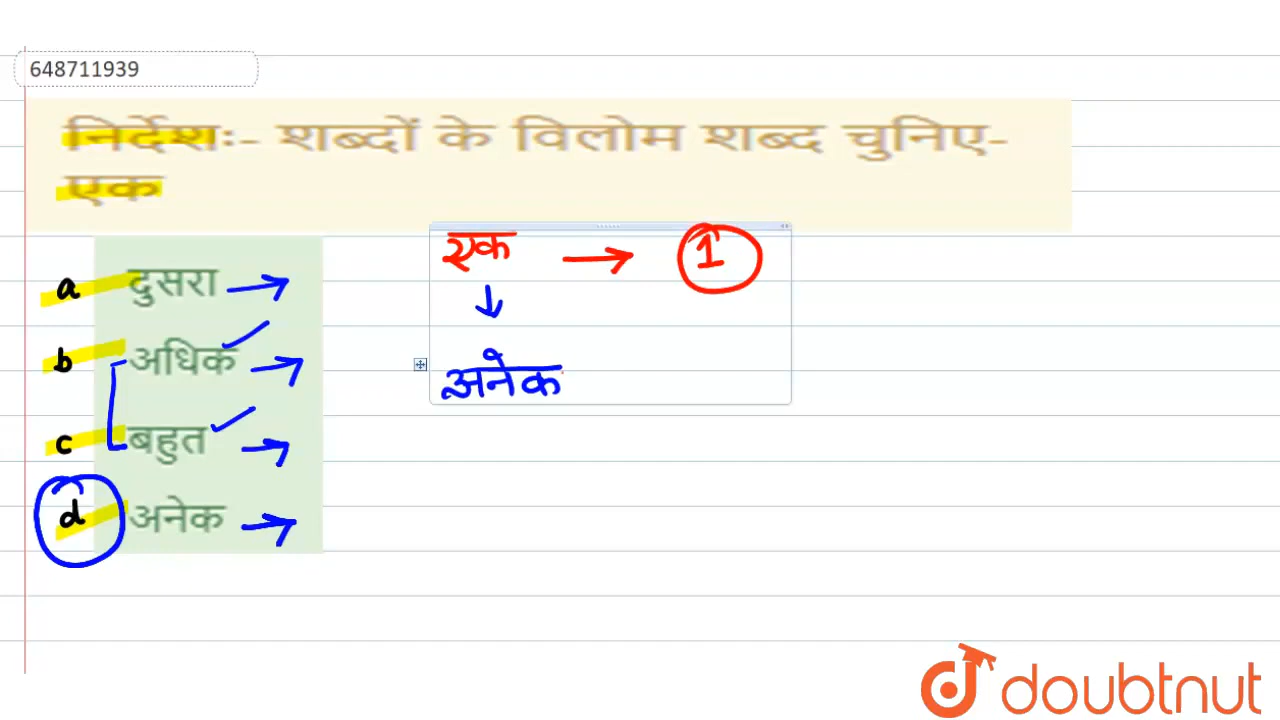 648711939
निर्देशः- शब्दों के विलोम शब्द चुनिए-
एक
एक → 1
a दुसरा →
↓
b अधिक →
अनेक
c बहुत →
d अनेक →
doubtnut